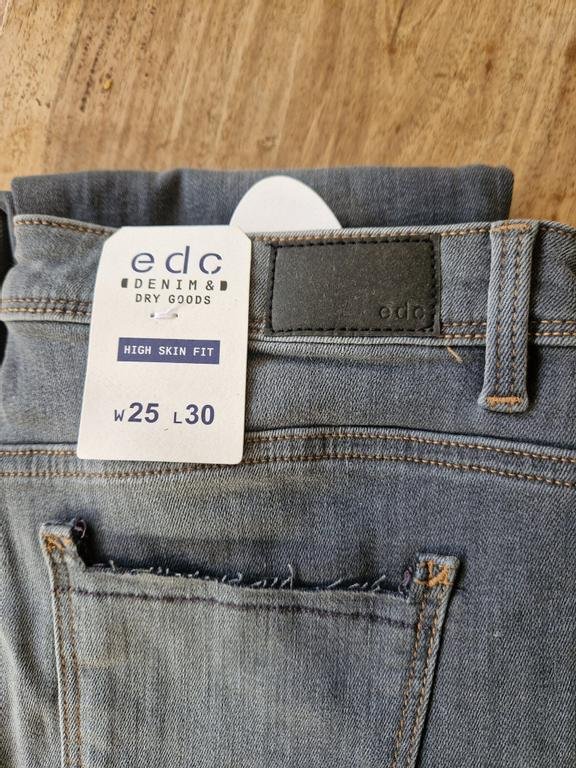 edc
DENIM &
DRY GOODS
HIGH SKIN FIT
W25 L30
edc